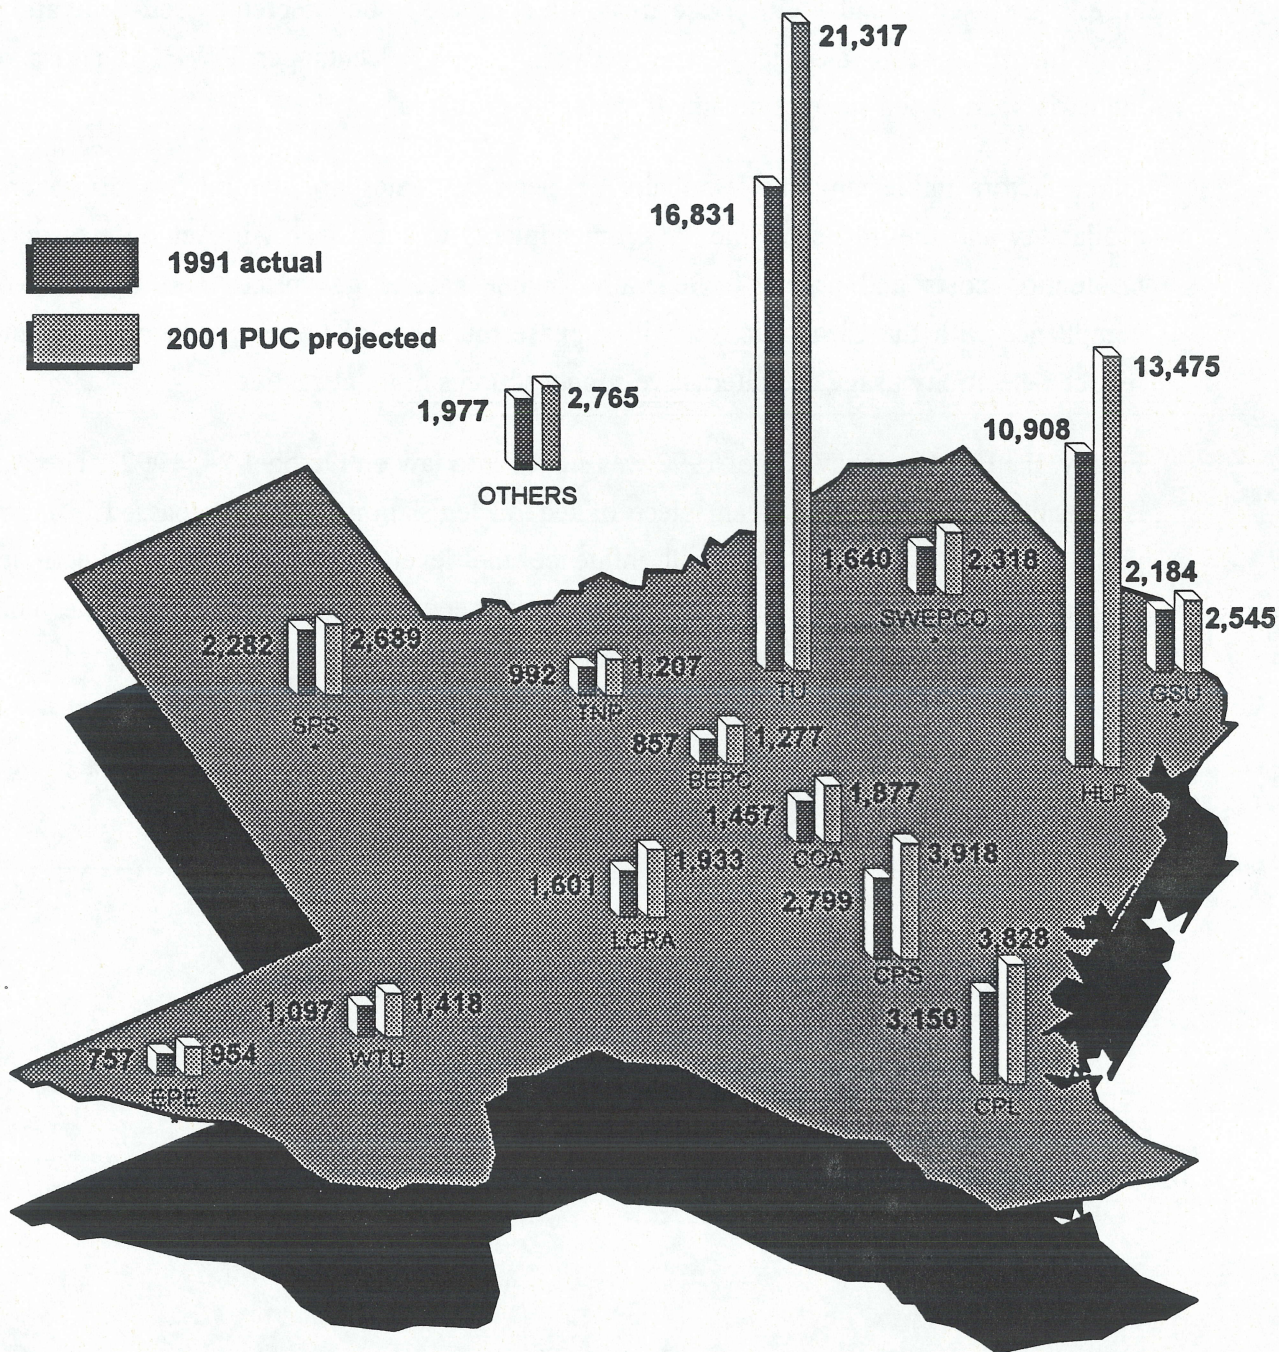 21,317
16,831
1991 actual
2001 PUC projected
13,475
1,977
2,765
10,908
OTHERS
1,640
2,318
2,184
SWEPCO
*
2,545
2,282
2,689
992
1,207
SPS
*
TNP
TU
GSU
*
857
1,277
BEPC
HLP
1,457
1,877
COA
1,601
1,933
2,799
3,918
LCRA
3,828
CPS
1,097
1,418
3,150
757
954
WTU
EPE
*
CPL